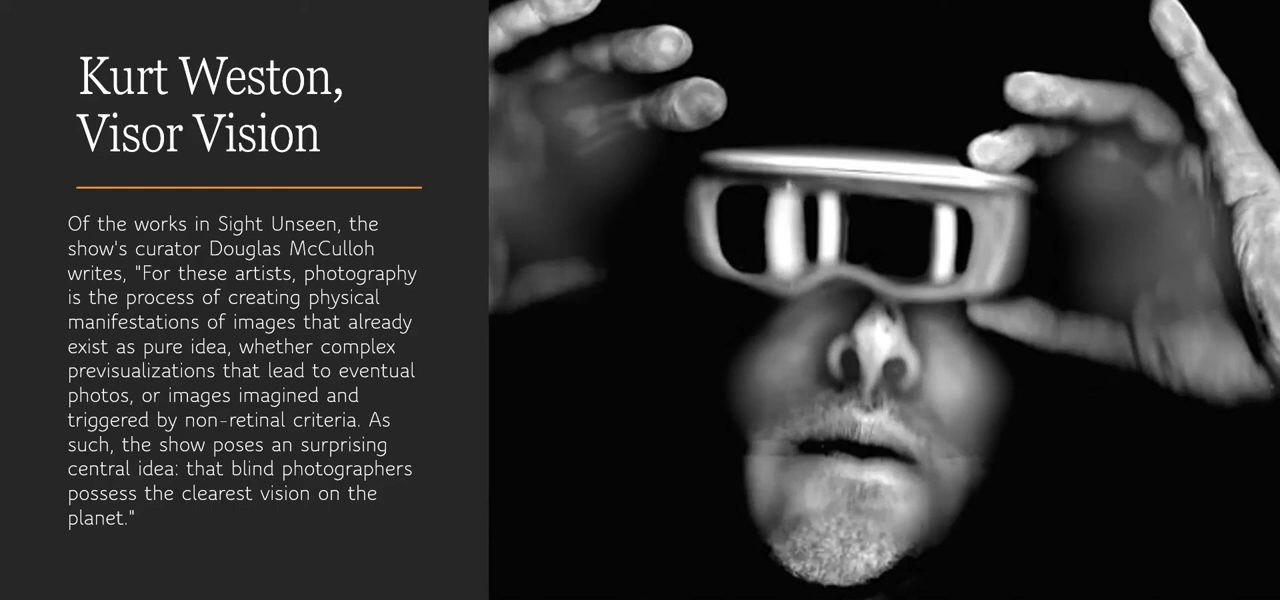 Kurt Weston,
Visor Vision
Of the works in Sight Unseen, the
show's curator Douglas McCulloh
writes, "For these artists, photography
is the process of creating physical
manifestations of images that already
exist as pure idea, whether complex
previsualizations that lead to eventual
photos, or images imagined and
triggered by non-retinal criteria. As
such, the show poses an surprising
central idea: that blind photographers
possess the clearest vision on the
planet."